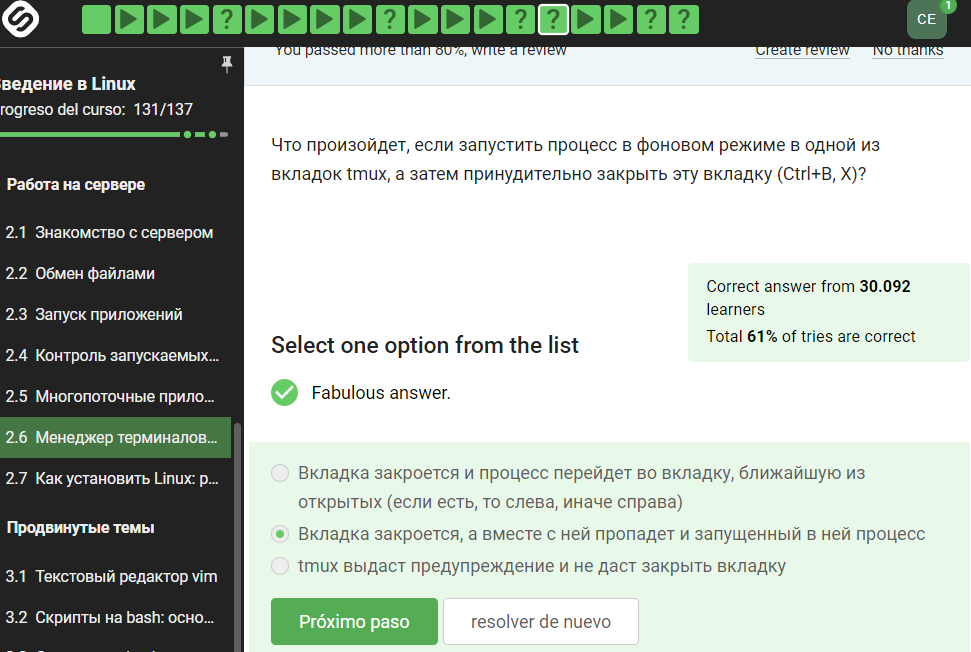 ? ? ? ? ? ?
CE
1
ведение в Linux
rogreso del curso: 131/137
Работа на сервере
2.1 Знакомство с сервером
2.2 Обмен файлами
2.3 Запуск приложений
2.4 Контроль запускаемых...
2.5 Многопоточные прило...
2.6 Менеджер терминалов...
2.7 Как установить Linux: р...
Продвинутые темы
3.1 Текстовый редактор vim
3.2 Скрипты на bash: осно...
You passed more than 80%, write a review
Create review No thanks
Что произойдет, если запустить процесс в фоновом режиме в одной из
вкладок tmux, а затем принудительно закрыть эту вкладку (Ctrl+B, X)?
Correct answer from 30.092
learners
Total 61% of tries are correct
Select one option from the list
Fabulous answer.
Вкладка закроется и процесс перейдет во вкладку, ближайшую из
открытых (если есть, то слева, иначе справа)
Вкладка закроется, а вместе с ней пропадет и запущенный в ней процесс
tmux выдаст предупреждение и не даст закрыть вкладку
Próximo paso
resolver de nuevo